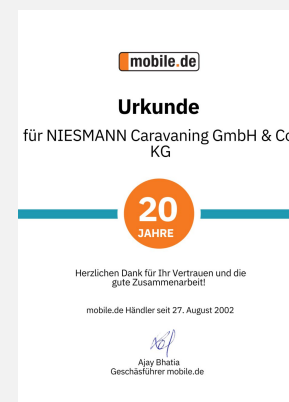 mobile.de
Urkunde
für NIESMANN Caravaning GmbH & Co
KG
20
JAHRE
Herzlichen Dank für Ihr Vertrauen und die
gute Zusammenarbeit!
mobile.de Händler seit 27. August 2002
Ajay Bhatia
Geschäsführer mobile.de